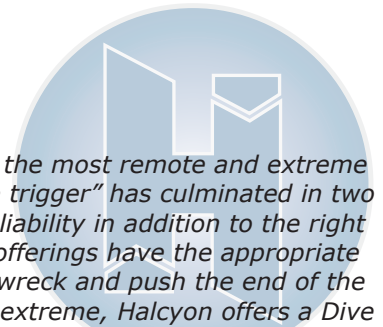 the most remote and extreme
trigger” has culminated in two
liability in addition to the right
offerings have the appropriate
wreck and push the end of the
extreme, Halcyon offers a Dive